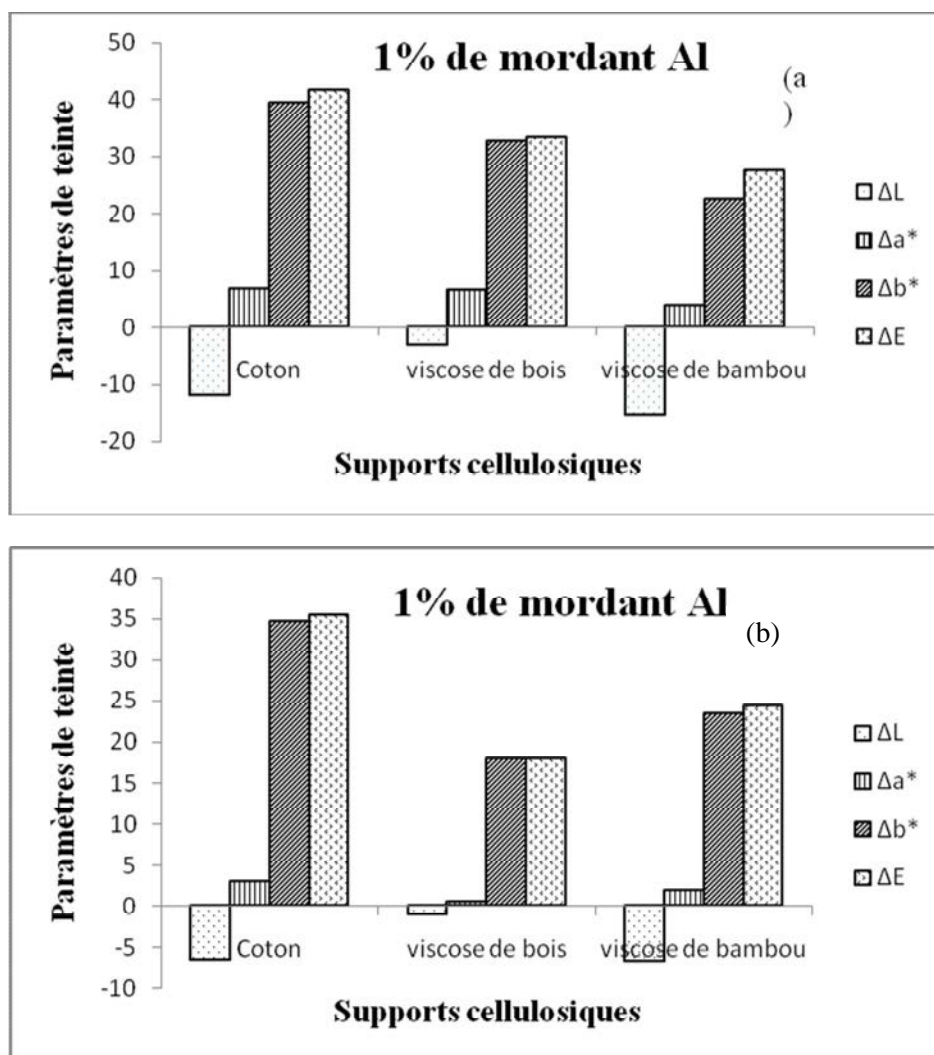 1% de mordant Al
(a
)
Paramètres de teinte
50
40
30
20
10
0
-10
-20
Coton
viscose de bois
viscose de bambou
Supports cellulosiques
ΔL
Δa*
Δb*
ΔE
1% de mordant Al
(b)
Paramètres de teinte
40
35
30
25
20
15
10
5
0
-5
-10
Coton
viscose de bois
viscose de bambou
Supports cellulosiques
ΔL
Δa*
Δb*
ΔE